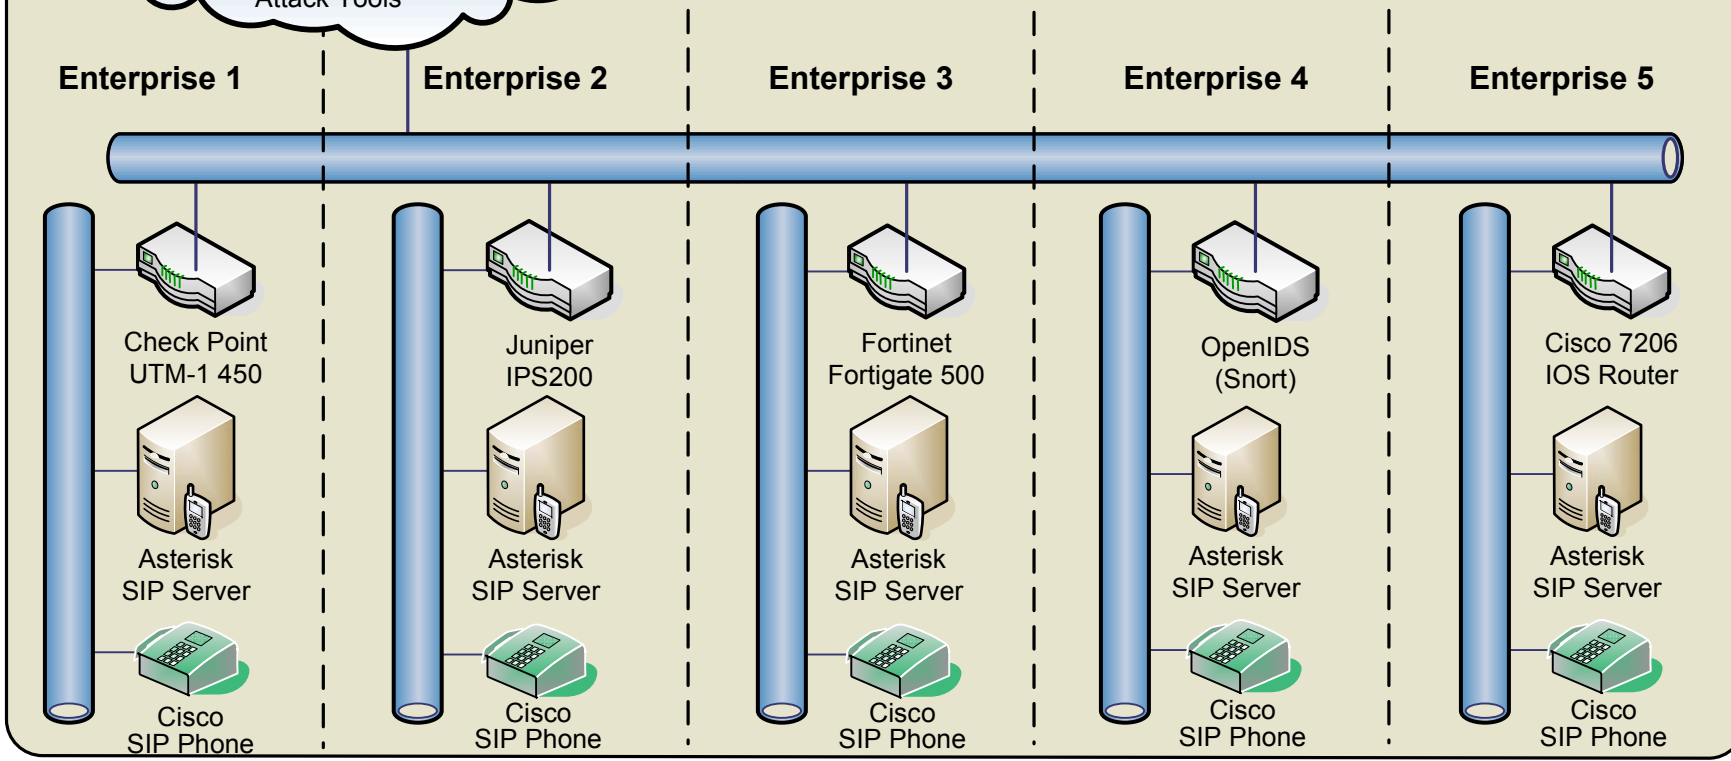 Attack Tools
Enterprise 1
Enterprise 2
Enterprise 3
Enterprise 4
Enterprise 5
Check Point
UTM-1 450
Juniper
IPS200
Fortinet
Fortigate 500
OpenIDS
(Snort)
Cisco 7206
IOS Router
Asterisk
SIP Server
Asterisk
SIP Server
Asterisk
SIP Server
Asterisk
SIP Server
Asterisk
SIP Server
Cisco
SIP Phone
Cisco
SIP Phone
Cisco
SIP Phone
Cisco
SIP Phone
Cisco
SIP Phone